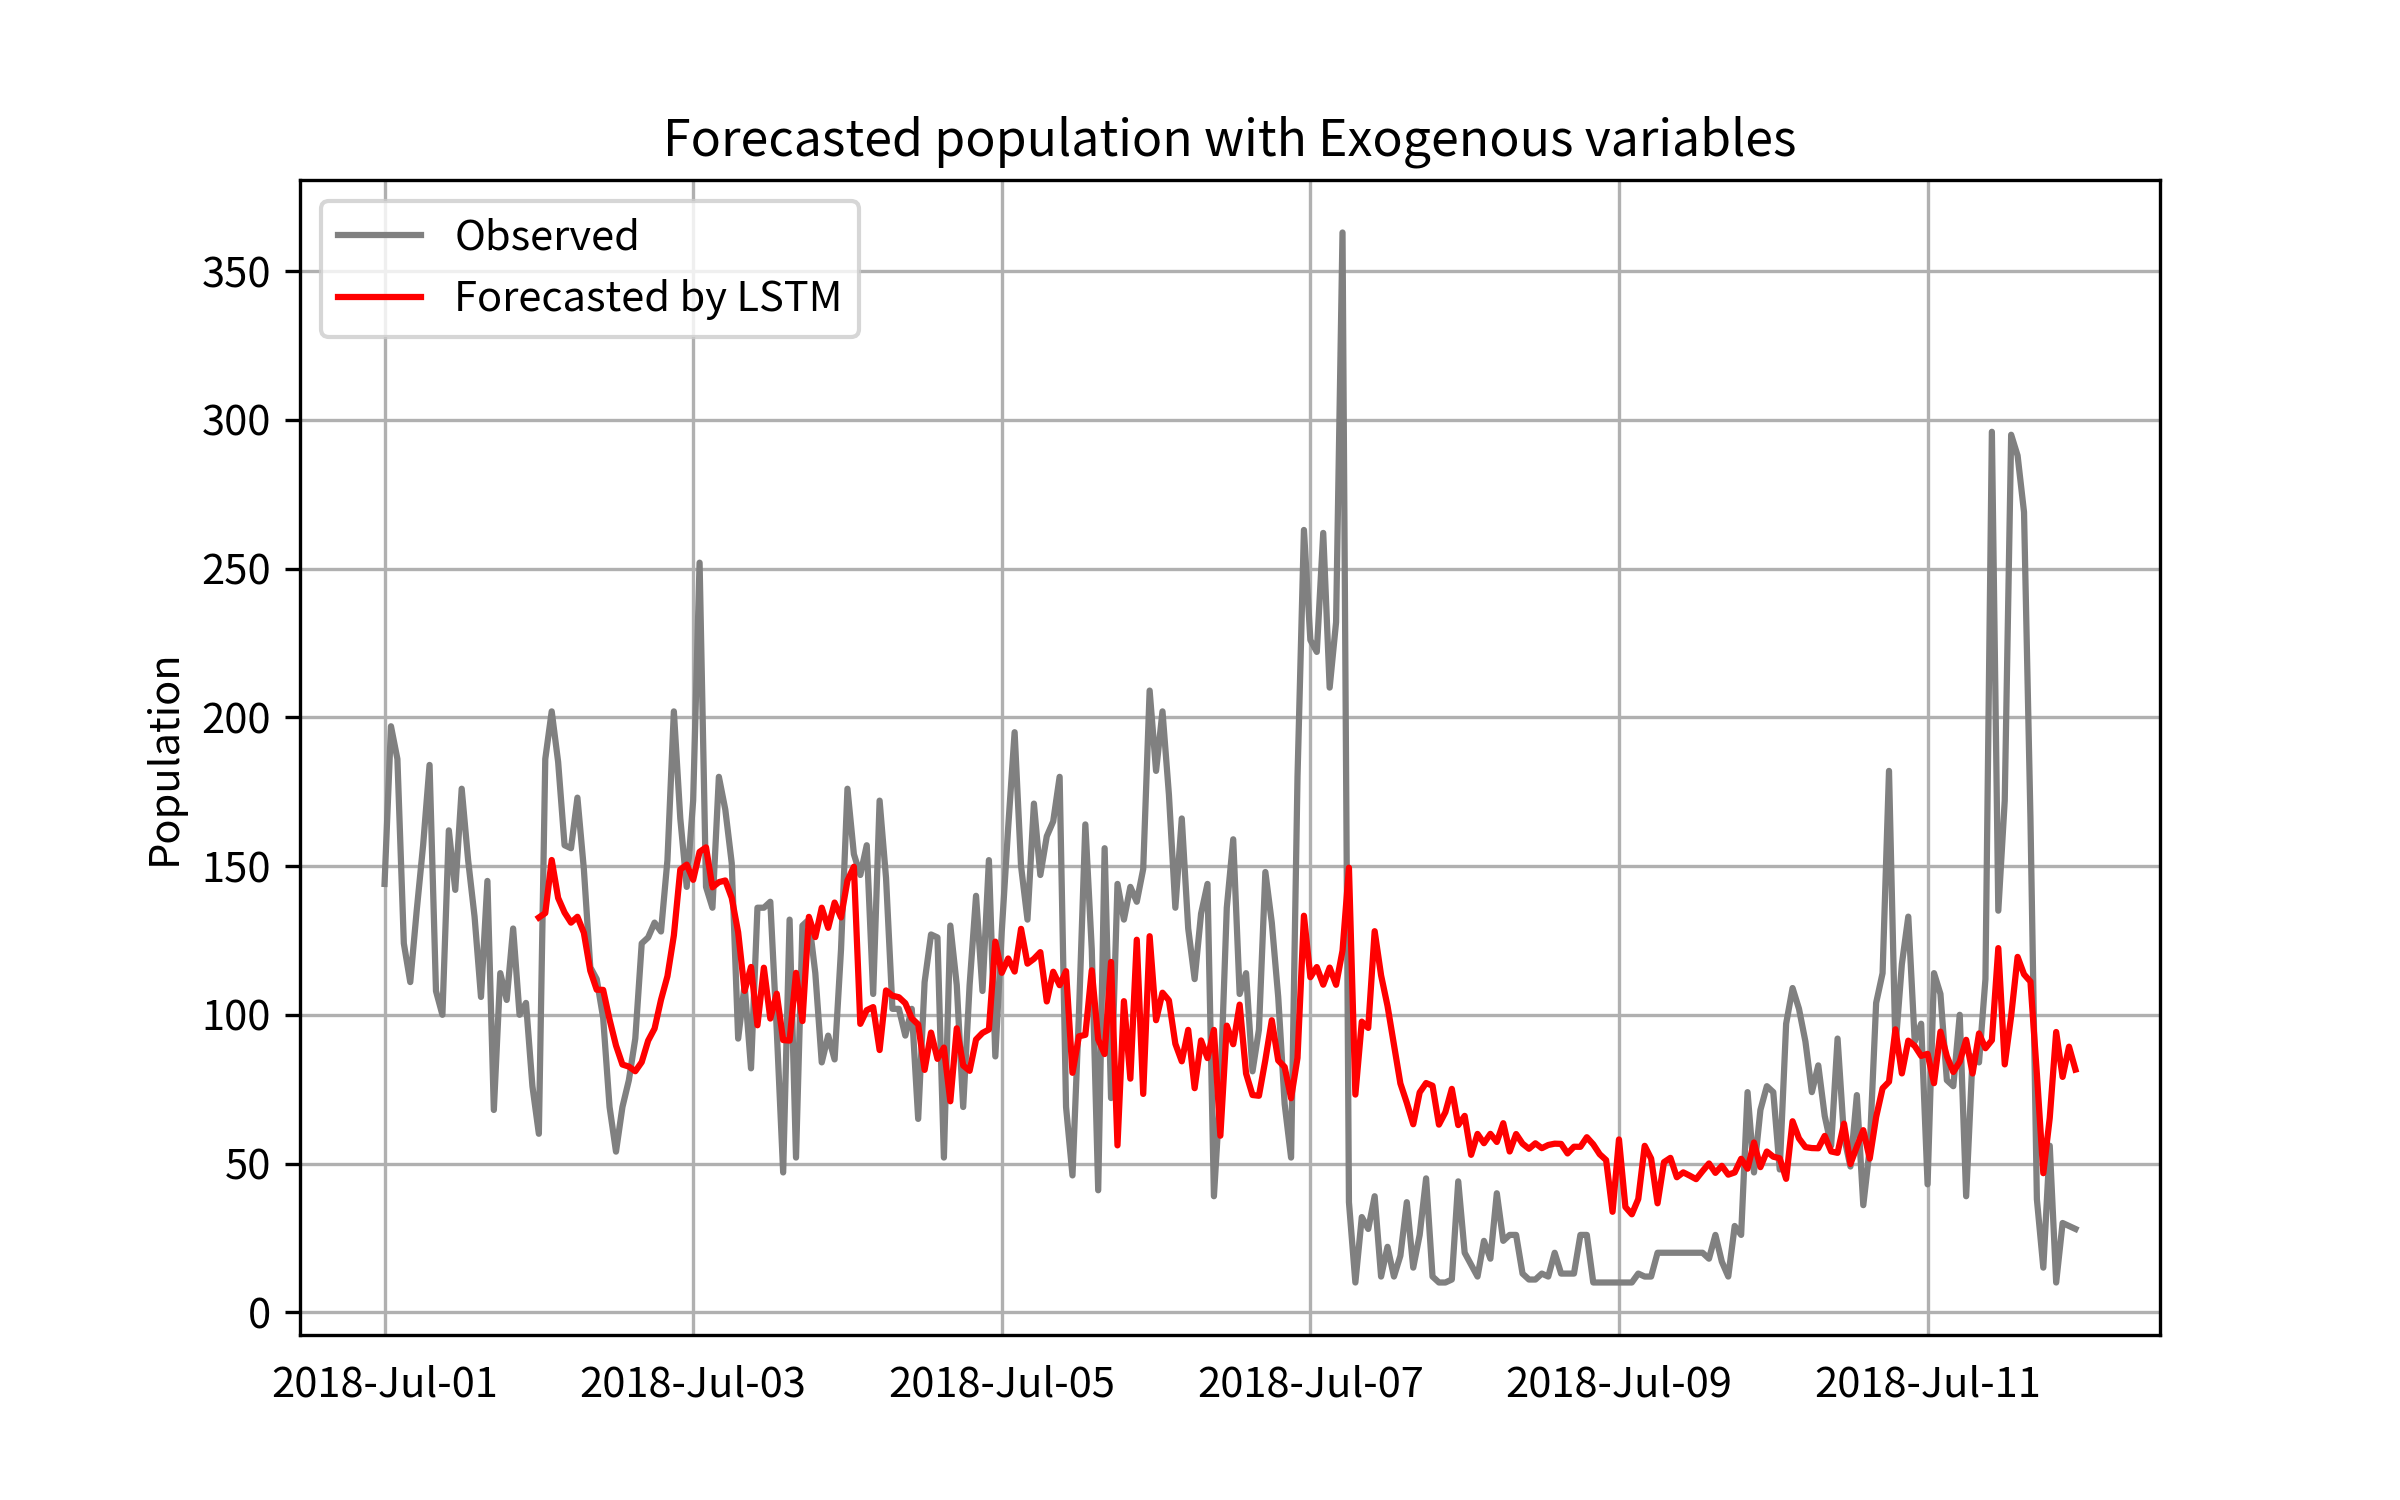 Forecasted population with Exogenous variables
Observed
Forecasted by LSTM
Population
350
300
250
200
150
100
50
0
2018-Jul-01 2018-Jul-03 2018-Jul-05 2018-Jul-07 2018-Jul-09 2018-Jul-11